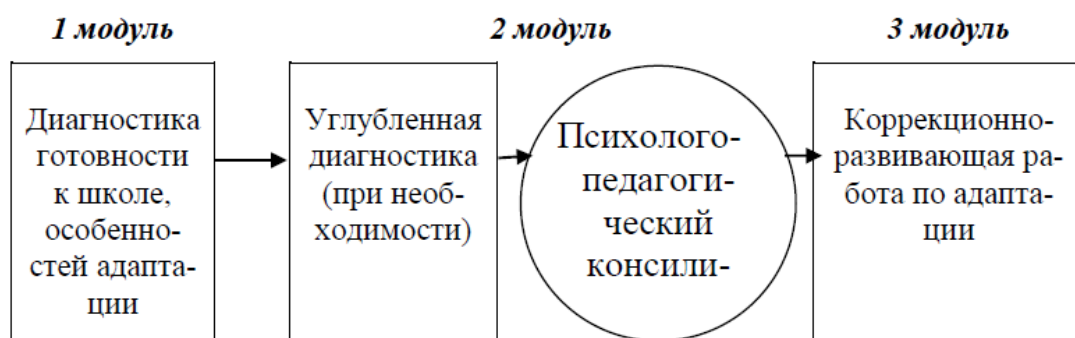 1 модуль
2 модуль
3 модуль
Диагностика
готовности
к школе,
особенно-
стей адапта-
ции
Углубленная
диагностика
(при необ-
ходимости)
Психолого-
педагоги-
ческий
консили-
Коррекционно-
развивающая ра-
бота по адапта-
ции